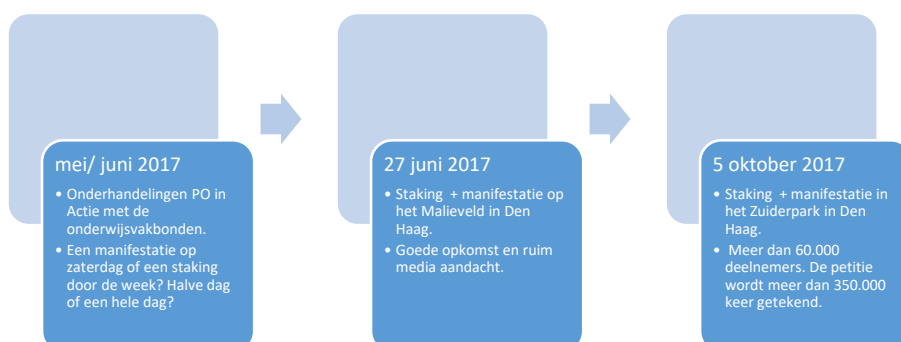 mei/ juni 2017
• Onderhandelingen PO in
Actie met de
onderwijsvakbonden.
• Een manifestatie op
zaterdag of een staking
door de week? Halve dag
of een hele dag?
27 juni 2017
• Staking + manifestatie op
het Malieveld in Den
Haag.
• Goede opkomst en ruim
media aandacht.
5 oktober 2017
• Staking + manifestatie in
het Zuiderpark in Den
Haag.
• Meer dan 60.000
deelnemers. De petitie
wordt meer dan 350.000
keer getekend.